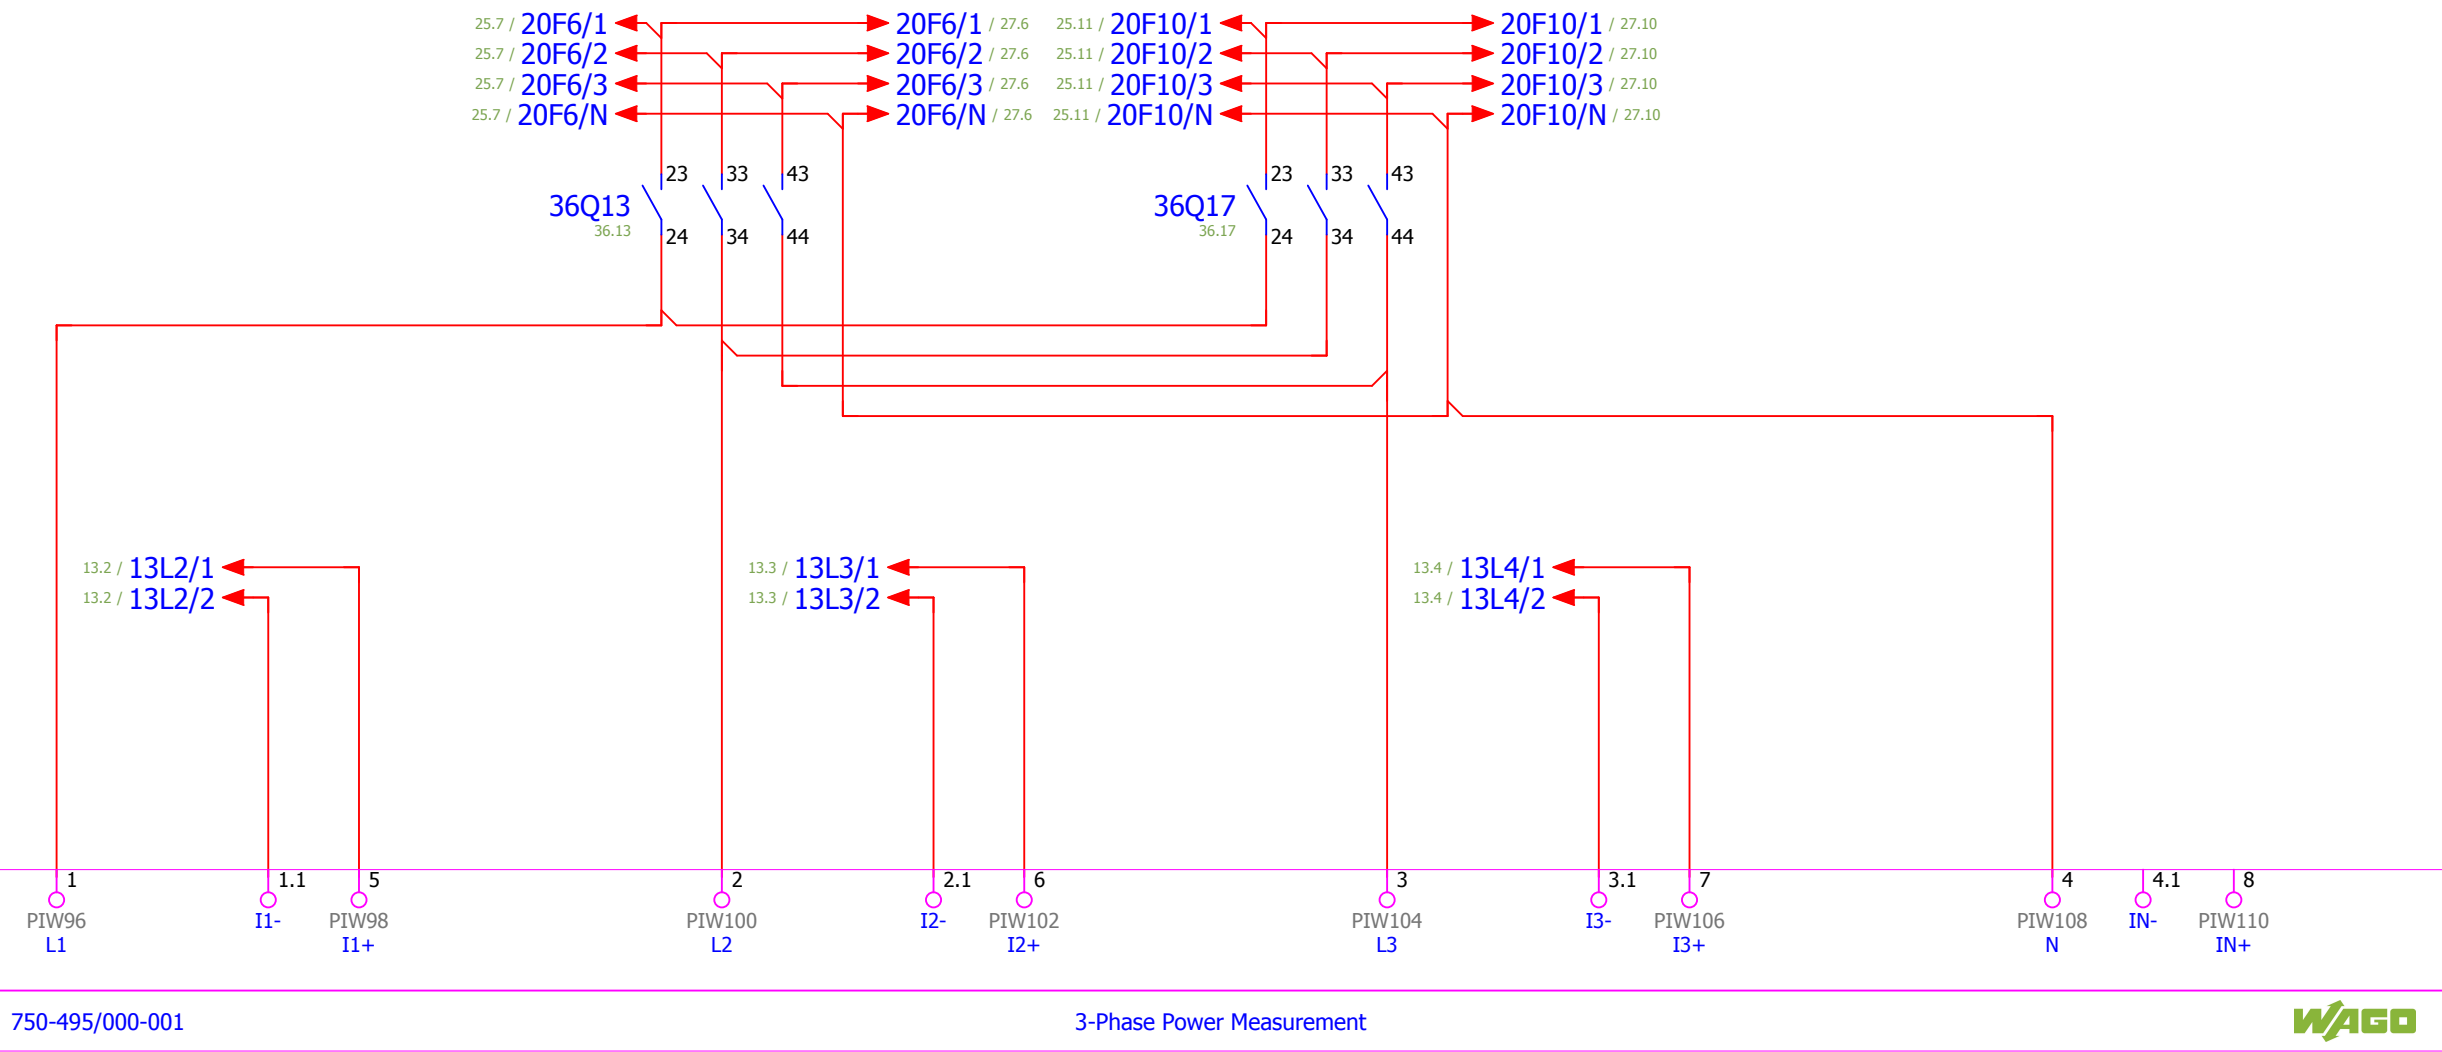 25.7 / 20F6/1 20F6/1 / 27.6 25.11 / 20F10/1 20F10/1 / 27.10
25.7 / 20F6/2 20F6/2 / 27.6 25.11 / 20F10/2 20F10/2 / 27.10
25.7 / 20F6/3 20F6/3 / 27.6 25.11 / 20F10/3 20F10/3 / 27.10
25.7 / 20F6/N 20F6/N / 27.6 25.11 / 20F10/N 20F10/N / 27.10
23 33 43 23 33 43
36Q13 36Q17
36.13 36.17
24 34 44 24 34 44
13.2 / 13L2/1 13.3 / 13L3/1 13.4 / 13L4/1
13.2 / 13L2/2 13.3 / 13L3/2 13.4 / 13L4/2
1 1.1 5 2 2.1 6 3 3.1 7 4 4.1 8
PIW96 I1- PIW98 PIW100 I2- PIW102 PIW104 I3- PIW106 PIW108 IN- PIW110
L1 I1+ L2 I2+ L3 I3+ N IN+
750-495/000-001 3-Phase Power Measurement WAGO